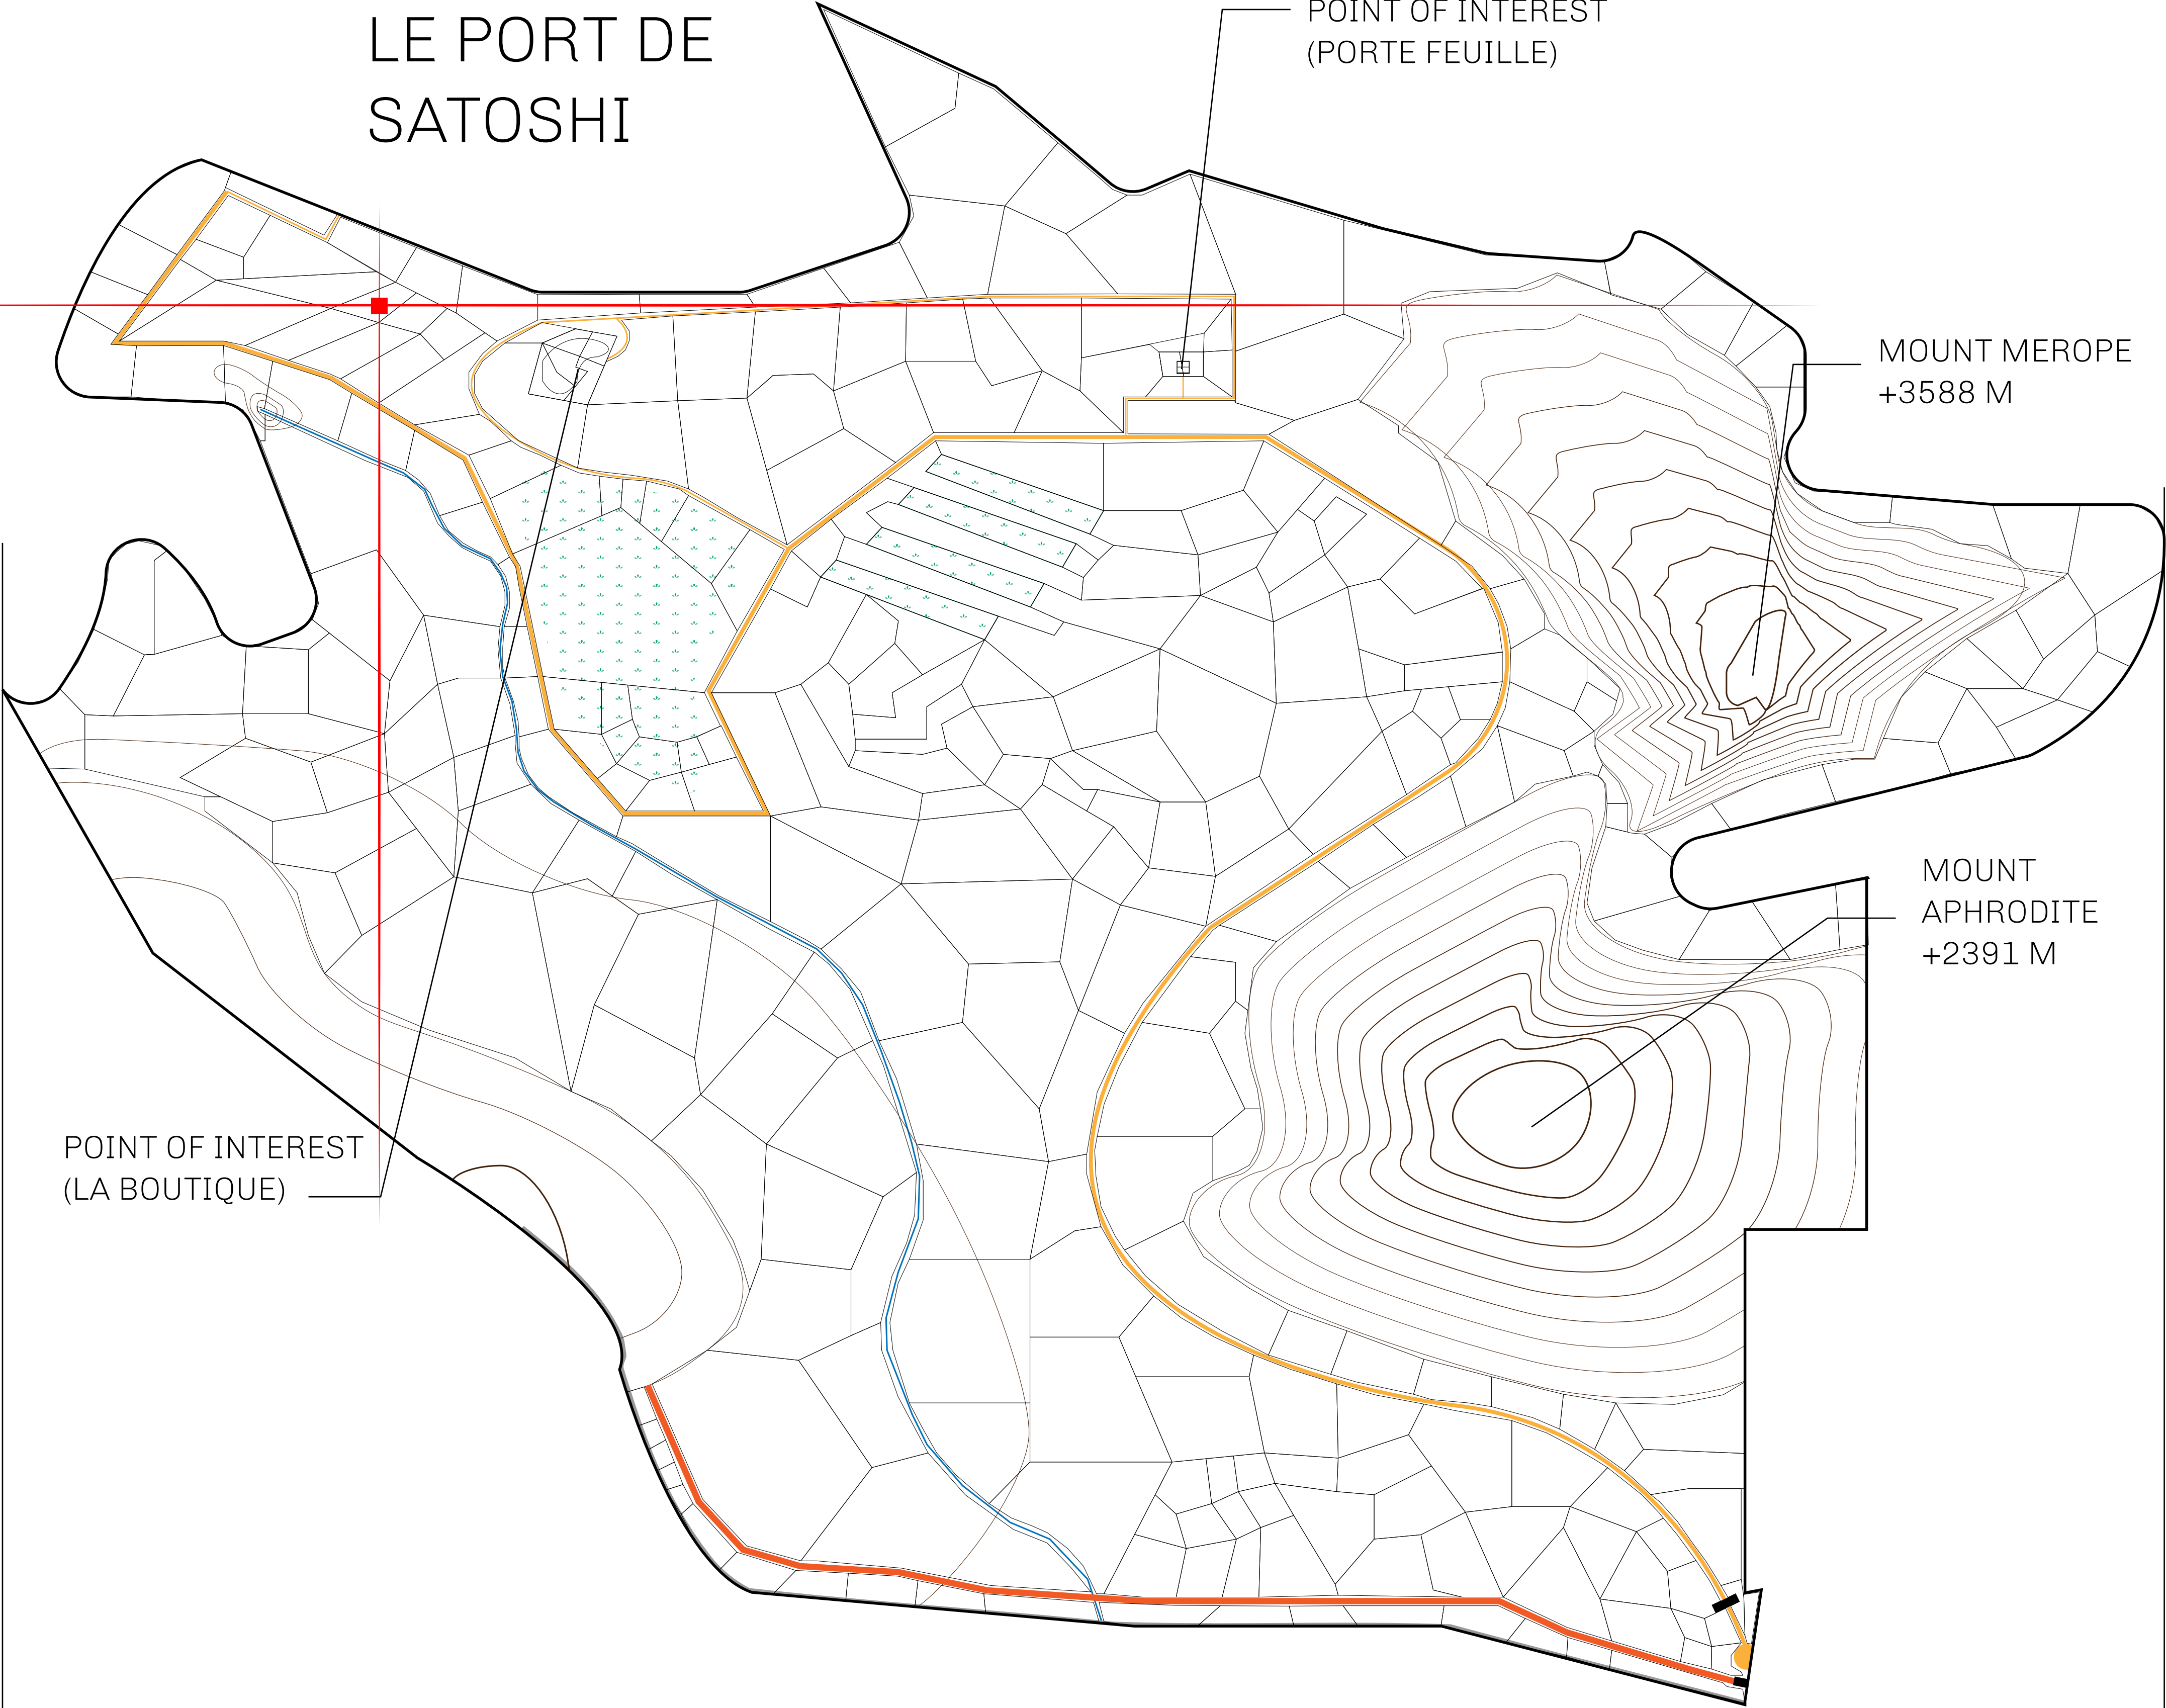 LE PORT DE
SATOSHI
POINT OF INTEREST
(PORTE FEUILLE)
MOUNT MEROPE
+3588 M
MOUNT
APHRODITE
+2391 M
POINT OF INTEREST
(LA BOUTIQUE)